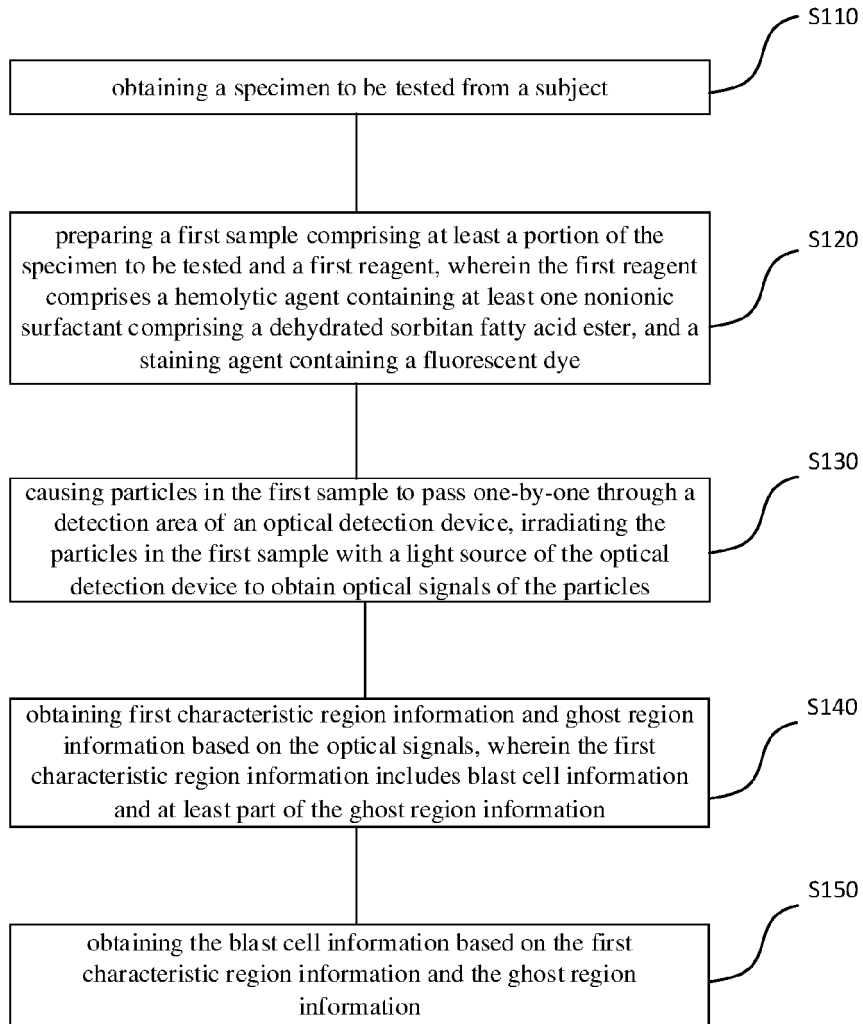 S110
obtaining a specimen to be tested from a subject
S120
preparing a first sample comprising at least a portion of the
specimen to be tested and a first reagent, wherein the first reagent
comprises a hemolytic agent containing at least one nonionic
surfactant comprising a dehydrated sorbitan fatty acid ester, and a
staining agent containing a fluorescent dye
S130
causing particles in the first sample to pass one-by-one through a
detection area of an optical detection device, irradiating the
particles in the first sample with a light source of the optical
detection device to obtain optical signals of the particles
S140
obtaining first characteristic region information and ghost region
information based on the optical signals, wherein the first
characteristic region information includes blast cell information
and at least part of the ghost region information
S150
obtaining the blast cell information based on the first
characteristic region information and the ghost region
information